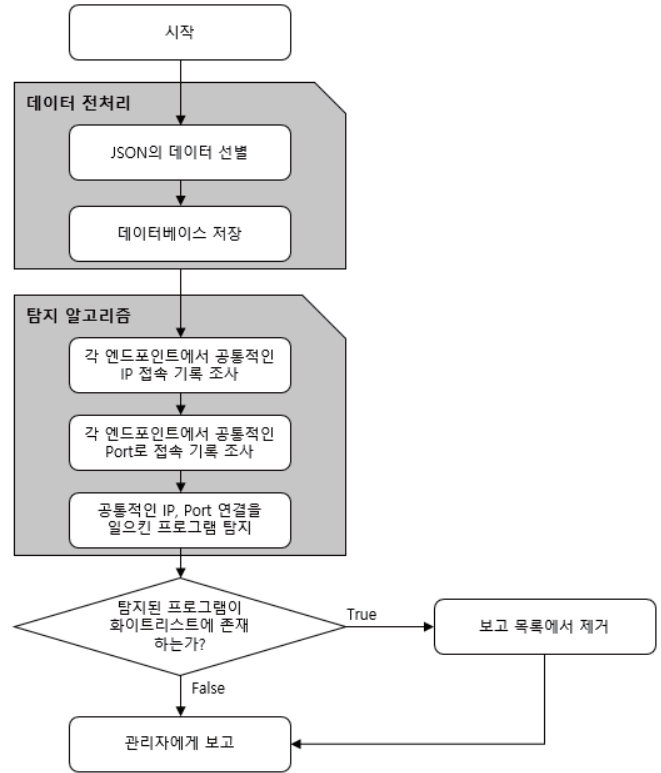 시작
데이터 전처리
JSON의 데이터 선별
데이터베이스 저장
탐지 알고리즘
각 엔드포인트에서 공통적인
IP 접속 기록 조사
각 엔드포인트에서 공통적인
Port로 접속 기록 조사
공통적인 IP, Port 연결을
일으킨 프로그램 탐지
탐지된 프로그램이
화이트리스트에 존재
하는가?
True
보고 목록에서 제거
False
관리자에게 보고